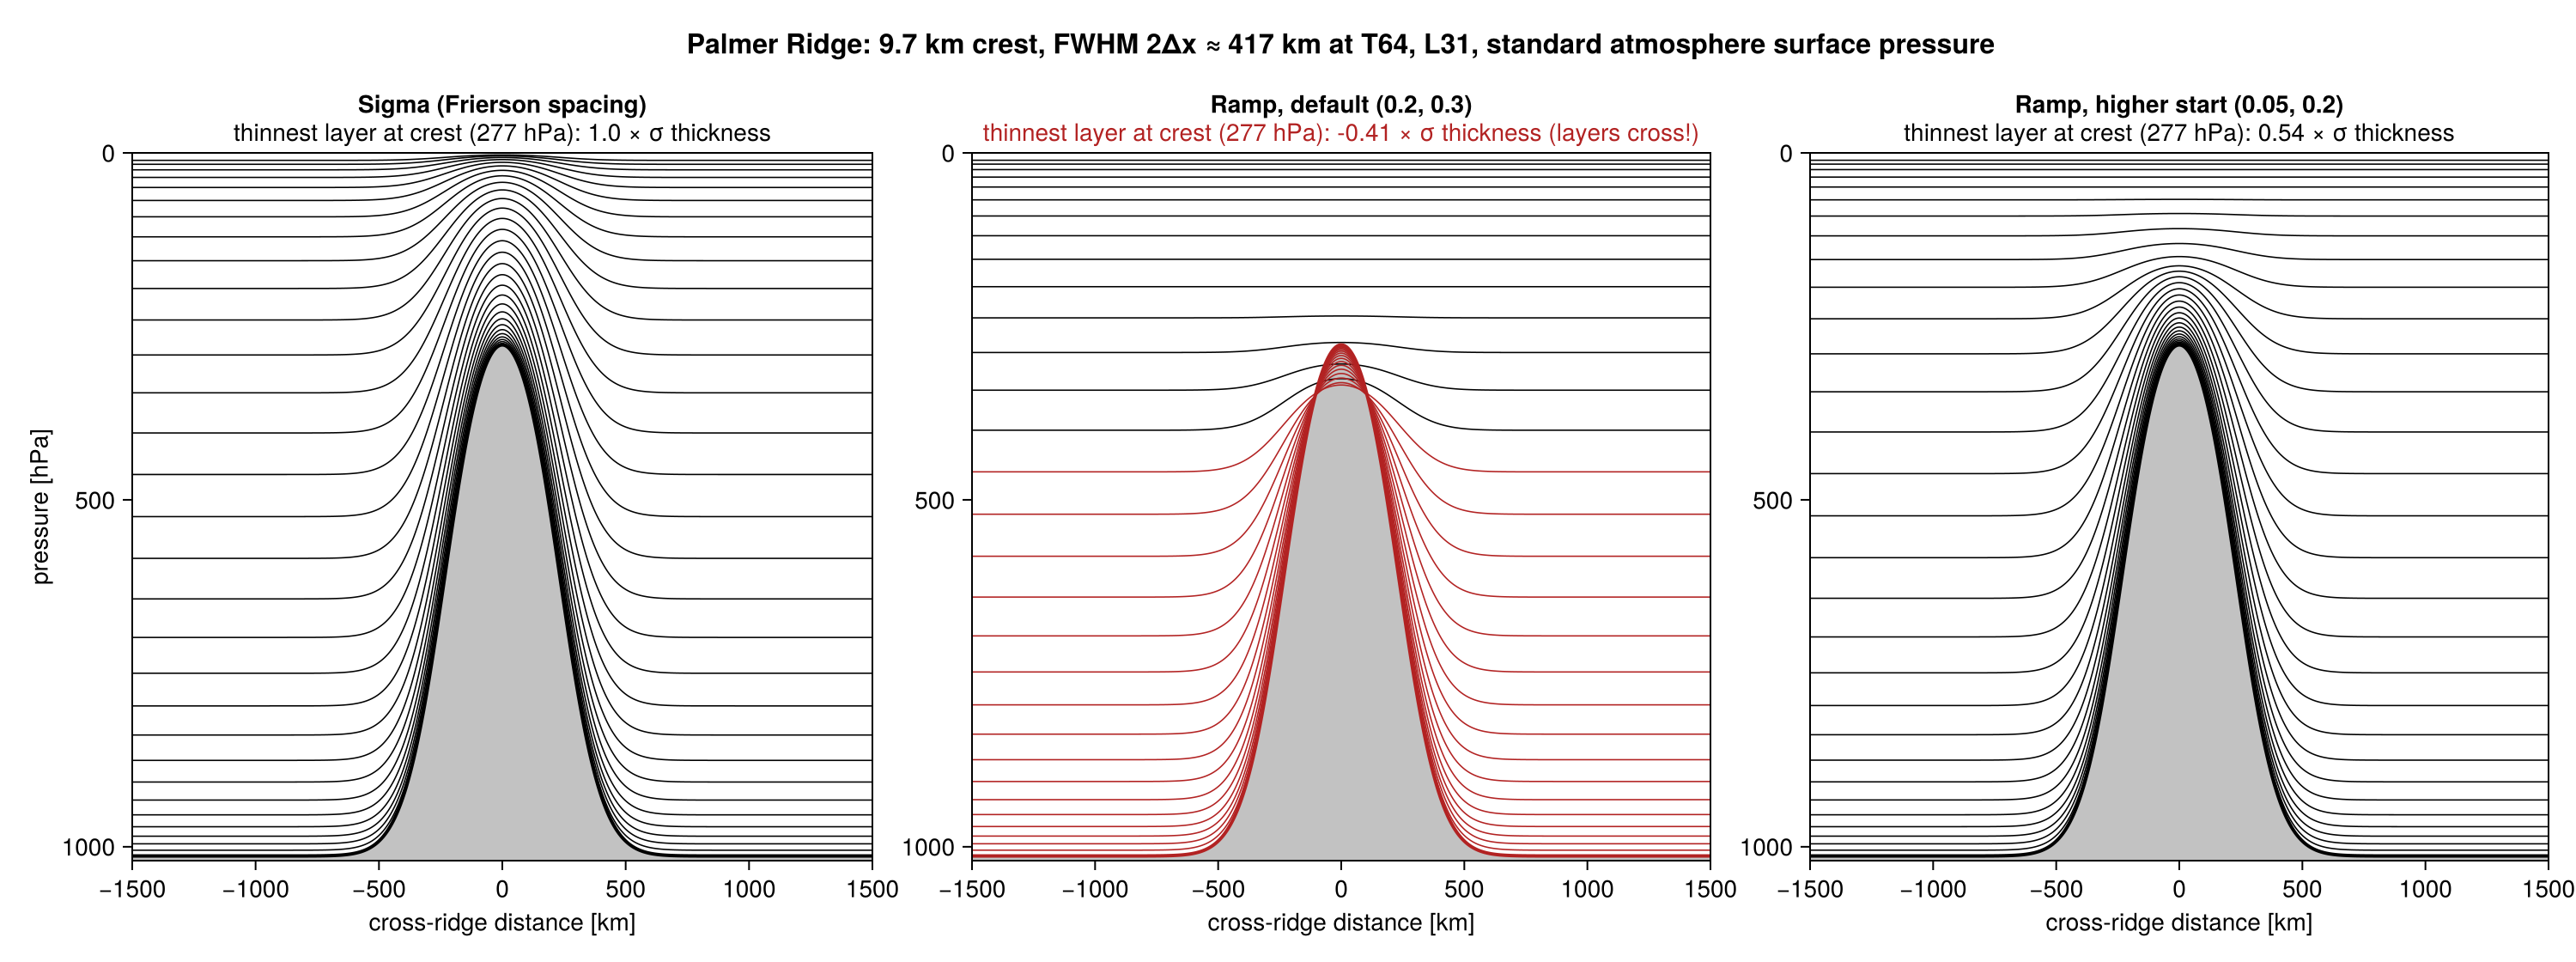 Palmer Ridge: 9.7 km crest, FWHM 2Δx ≈ 417 km at T64, L31, standard atmosphere surface pressure
Sigma (Frierson spacing)
thinnest layer at crest (277 hPa): 1.0 × σ thickness
0
500
1000
pressure [hPa]
−1500 −1000 −500 0 500 1000 1500
cross-ridge distance [km]
Ramp, default (0.2, 0.3)
thinnest layer at crest (277 hPa): -0.41 × σ thickness (layers cross!)
0
500
1000
−1500 −1000 −500 0 500 1000 1500
cross-ridge distance [km]
Ramp, higher start (0.05, 0.2)
thinnest layer at crest (277 hPa): 0.54 × σ thickness
0
500
1000
−1500 −1000 −500 0 500 1000 1500
cross-ridge distance [km]